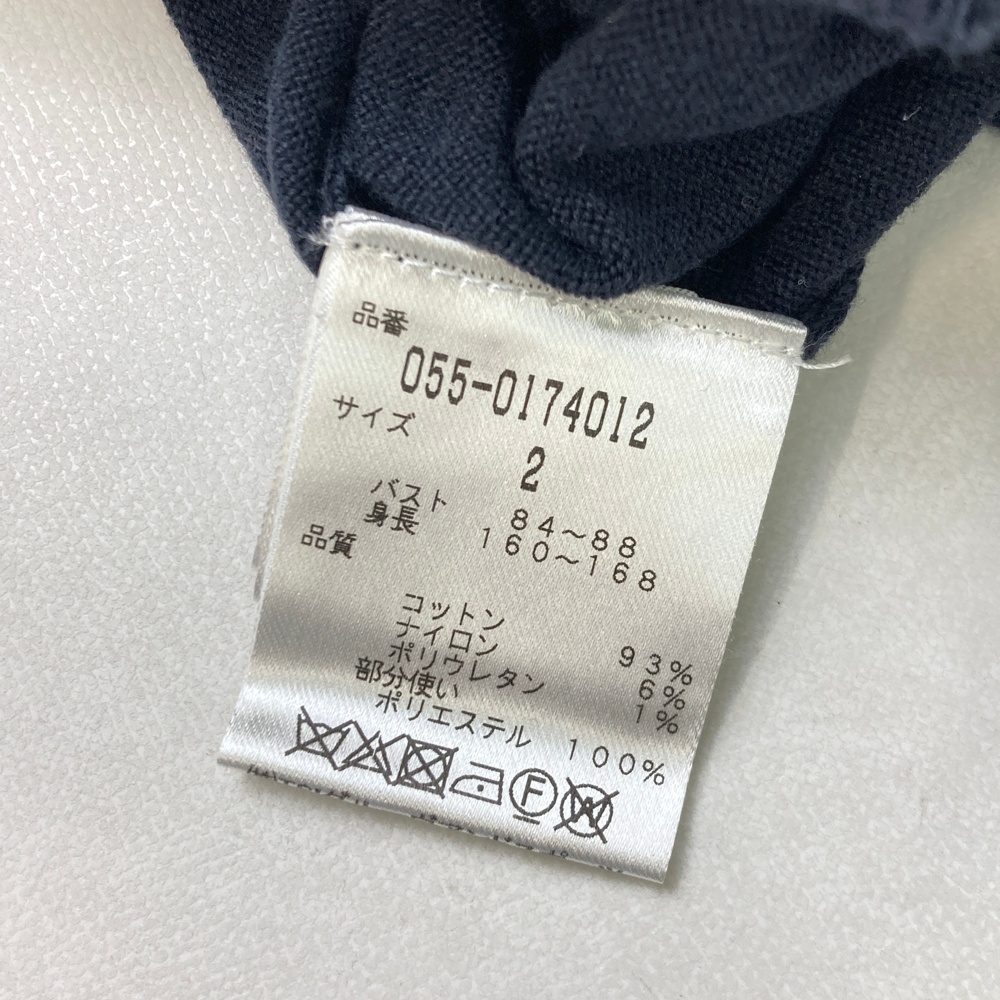 品番
055-0174012
サイズ
2
バスト 84～88
身長 160～168
品質
コットン 93%
ナイロン 6%
ポリウレタン 1%
部分使い
ポリエステル 100%
F
W